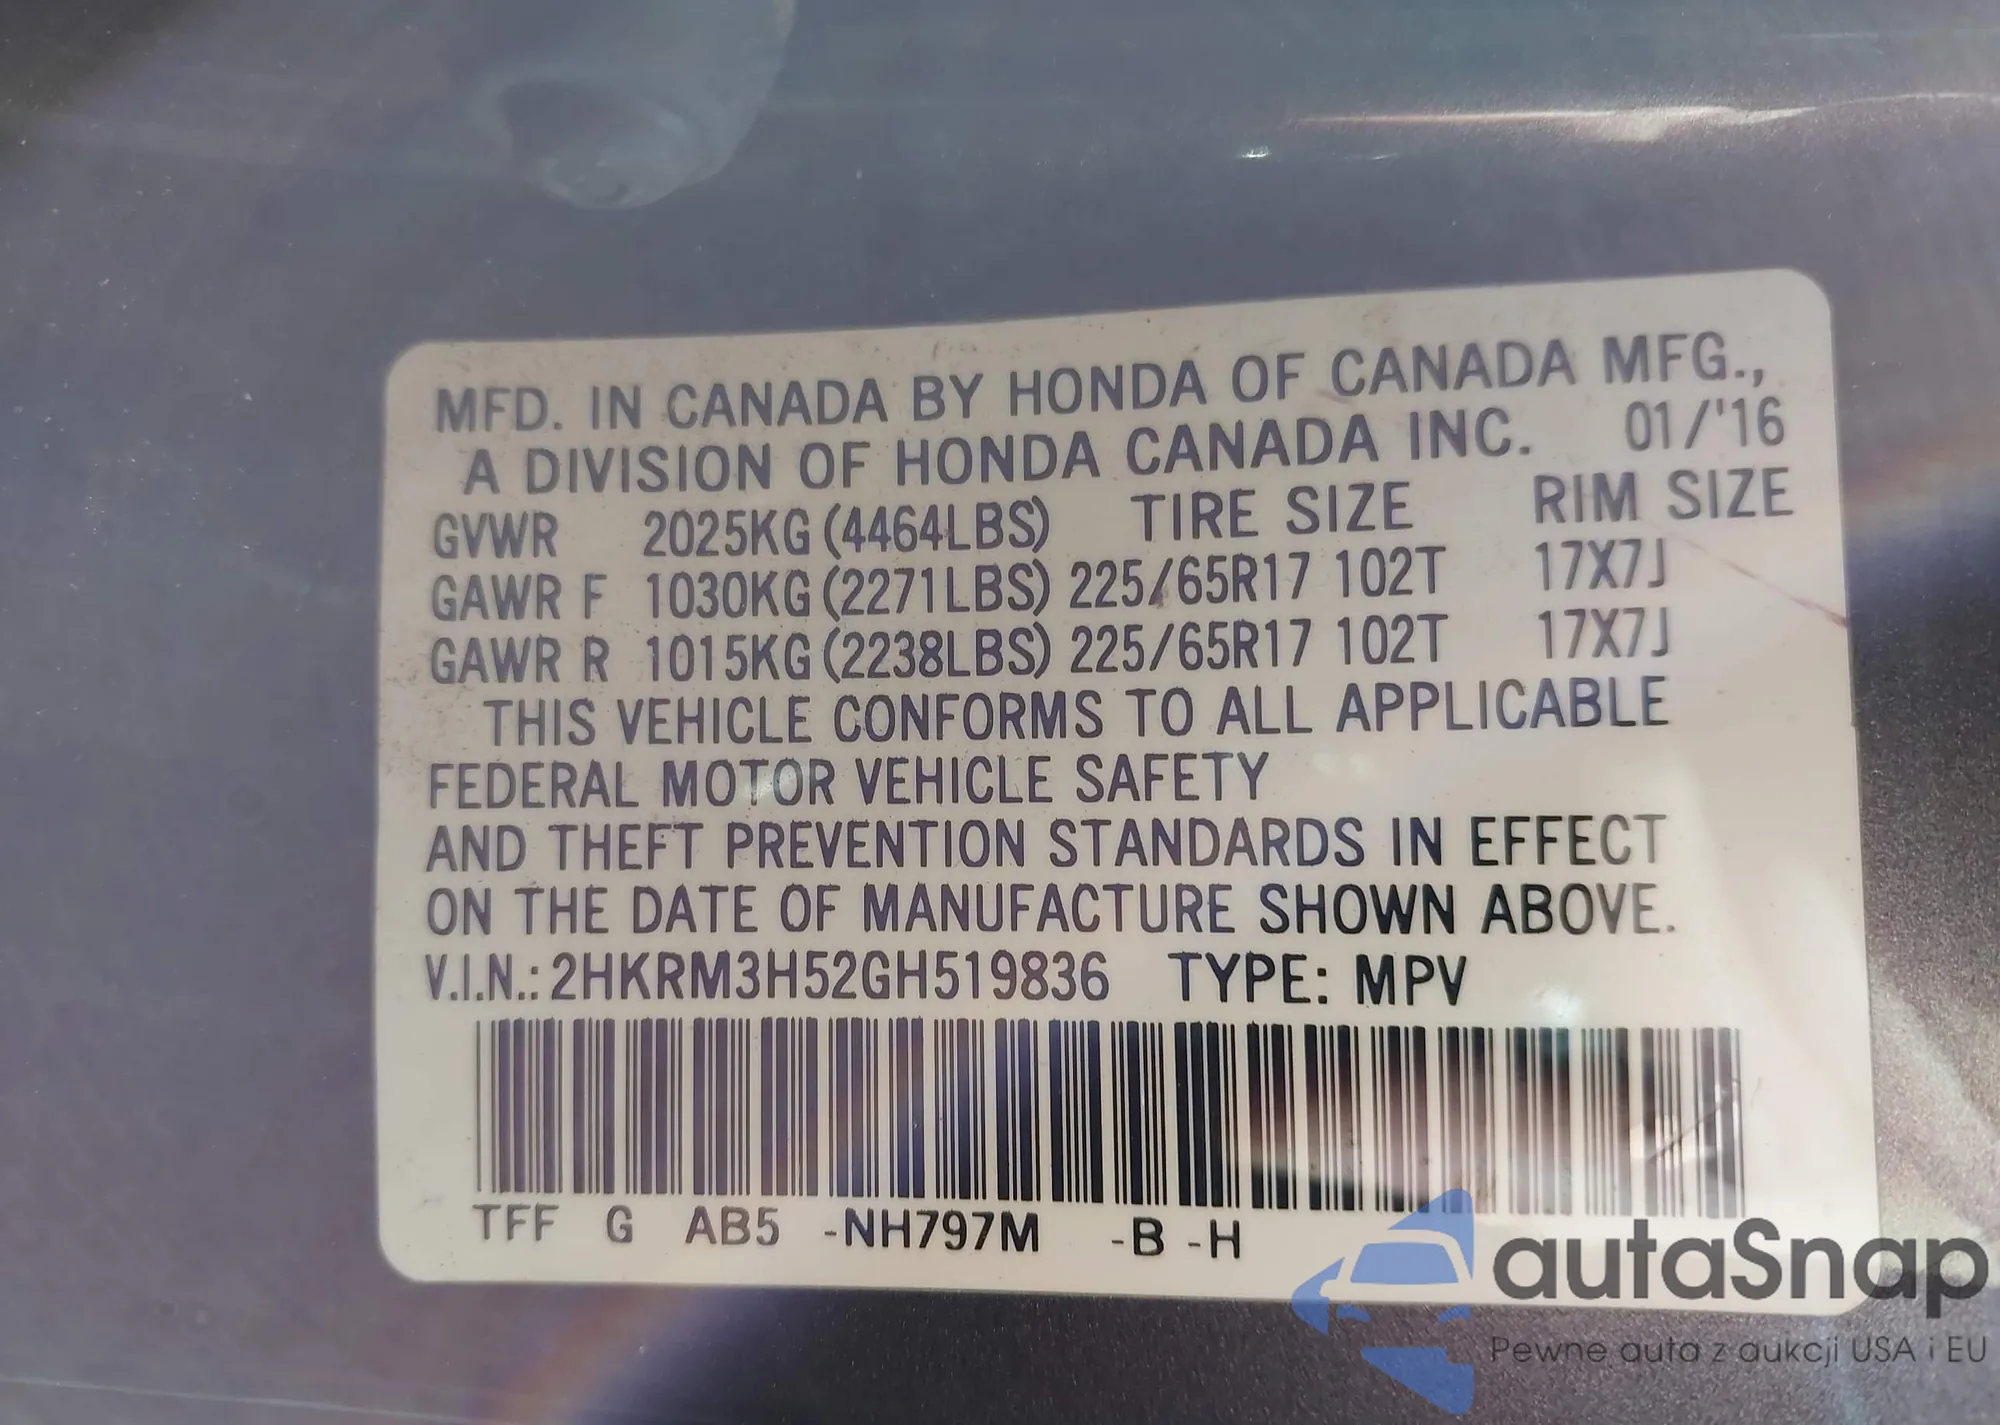 MFD. IN CANADA BY HONDA OF CANADA MFG.,
A DIVISION OF HONDA CANADA INC. 01/'16
GVWR 2025KG (4464LBS) TIRE SIZE RIM SIZE
GAWR F 1030KG (2271LBS) 225/65R17 102T 17X7J
GAWR R 1015KG (2238LBS) 225/65R17 102T 17X7J
THIS VEHICLE CONFORMS TO ALL APPLICABLE
FEDERAL MOTOR VEHICLE SAFETY
AND THEFT PREVENTION STANDARDS IN EFFECT
ON THE DATE OF MANUFACTURE SHOWN ABOVE.
V.I.N.: 2HKRM3H52GH519836 TYPE: MPV
TFF G AB5 -NH797M -B -H
autaSnap
Pewne auta z aukcji USA i EU